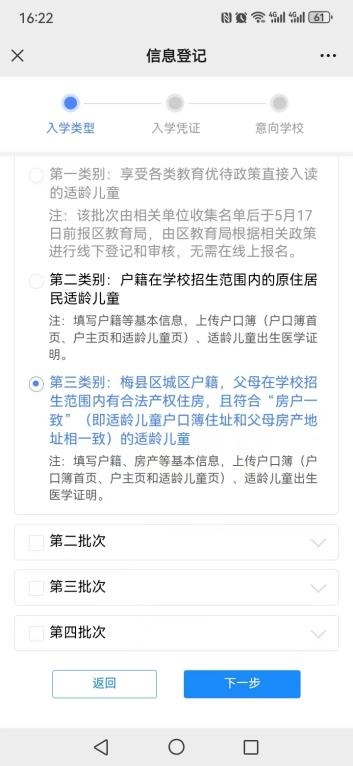 16:22
4G 4G 61
信息登记
入学类型
入学凭证
意向学校
第一类别：享受各类教育优待政策直接入读
的适龄儿童
注：该批次由相关单位收集名单后于5月17
日前报区教育局，由区教育局根据相关政策
进行线下登记和审核，无需在线上报名。
第二类别：户籍在学校招生范围内的原住居
民适龄儿童
注：填写户籍等基本信息，上传户口簿（户口簿首
页、户主页和适龄儿童页）、适龄儿童出生医学证
明。
第三类别：梅县区城区户籍，父母在学校招
生范围内有合法产权住房，且符合“房户一
致”（即适龄儿童户口簿住址和父母房产地
址相一致）的适龄儿童
注：填写户籍、房产等基本信息，上传户口簿（户
口簿首页、户主页和适龄儿童页）、适龄儿童出生
医学证明。
第二批次
第三批次
第四批次
返回
下一步